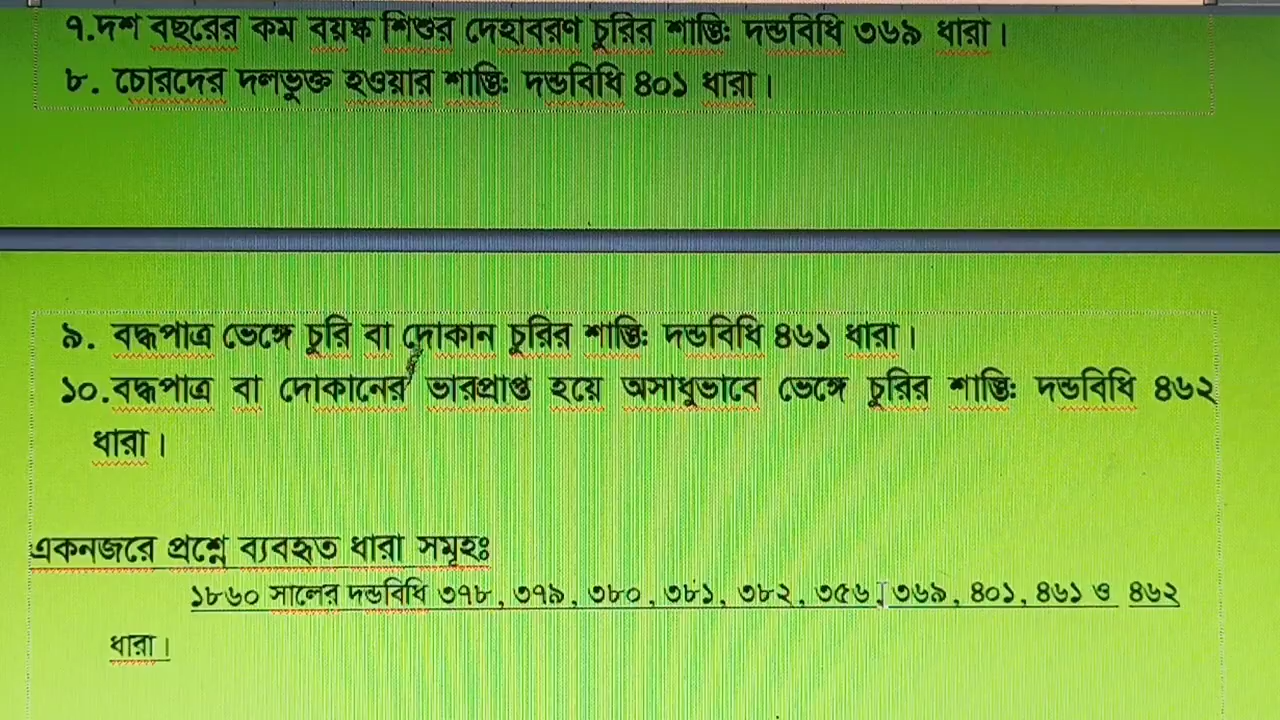 ৭.দশ বছরের কম বয়স্ক শিশুর দেহাবরণ চুরির শাস্তিঃ দন্ডবিধি ৩৬৯ ধারা।
৮. চোরদের দলভুক্ত হওয়ার শাস্তিঃ দন্ডবিধি ৪০১ ধারা।
৯. বদ্ধপাত্র ভেঙ্গে চুরি বা দোকান চুরির শাস্তিঃ দন্ডবিধি ৪৬১ ধারা।
১০.বদ্ধপাত্র বা দোকানের ভারপ্রাপ্ত হয়ে অসাধুভাবে ভেঙ্গে চুরির শাস্তিঃ দন্ডবিধি ৪৬২
ধারা।
একনজরে প্রশ্নে ব্যবহৃত ধারা সমূহঃ
১৮৬০ সালের দন্ডবিধি ৩৭৮, ৩৭৯, ৩৮০, ৩৮১, ৩৮২, ৩৫৬, ৩৬৯, ৪০১, ৪৬১ ও ৪৬২
ধারা।